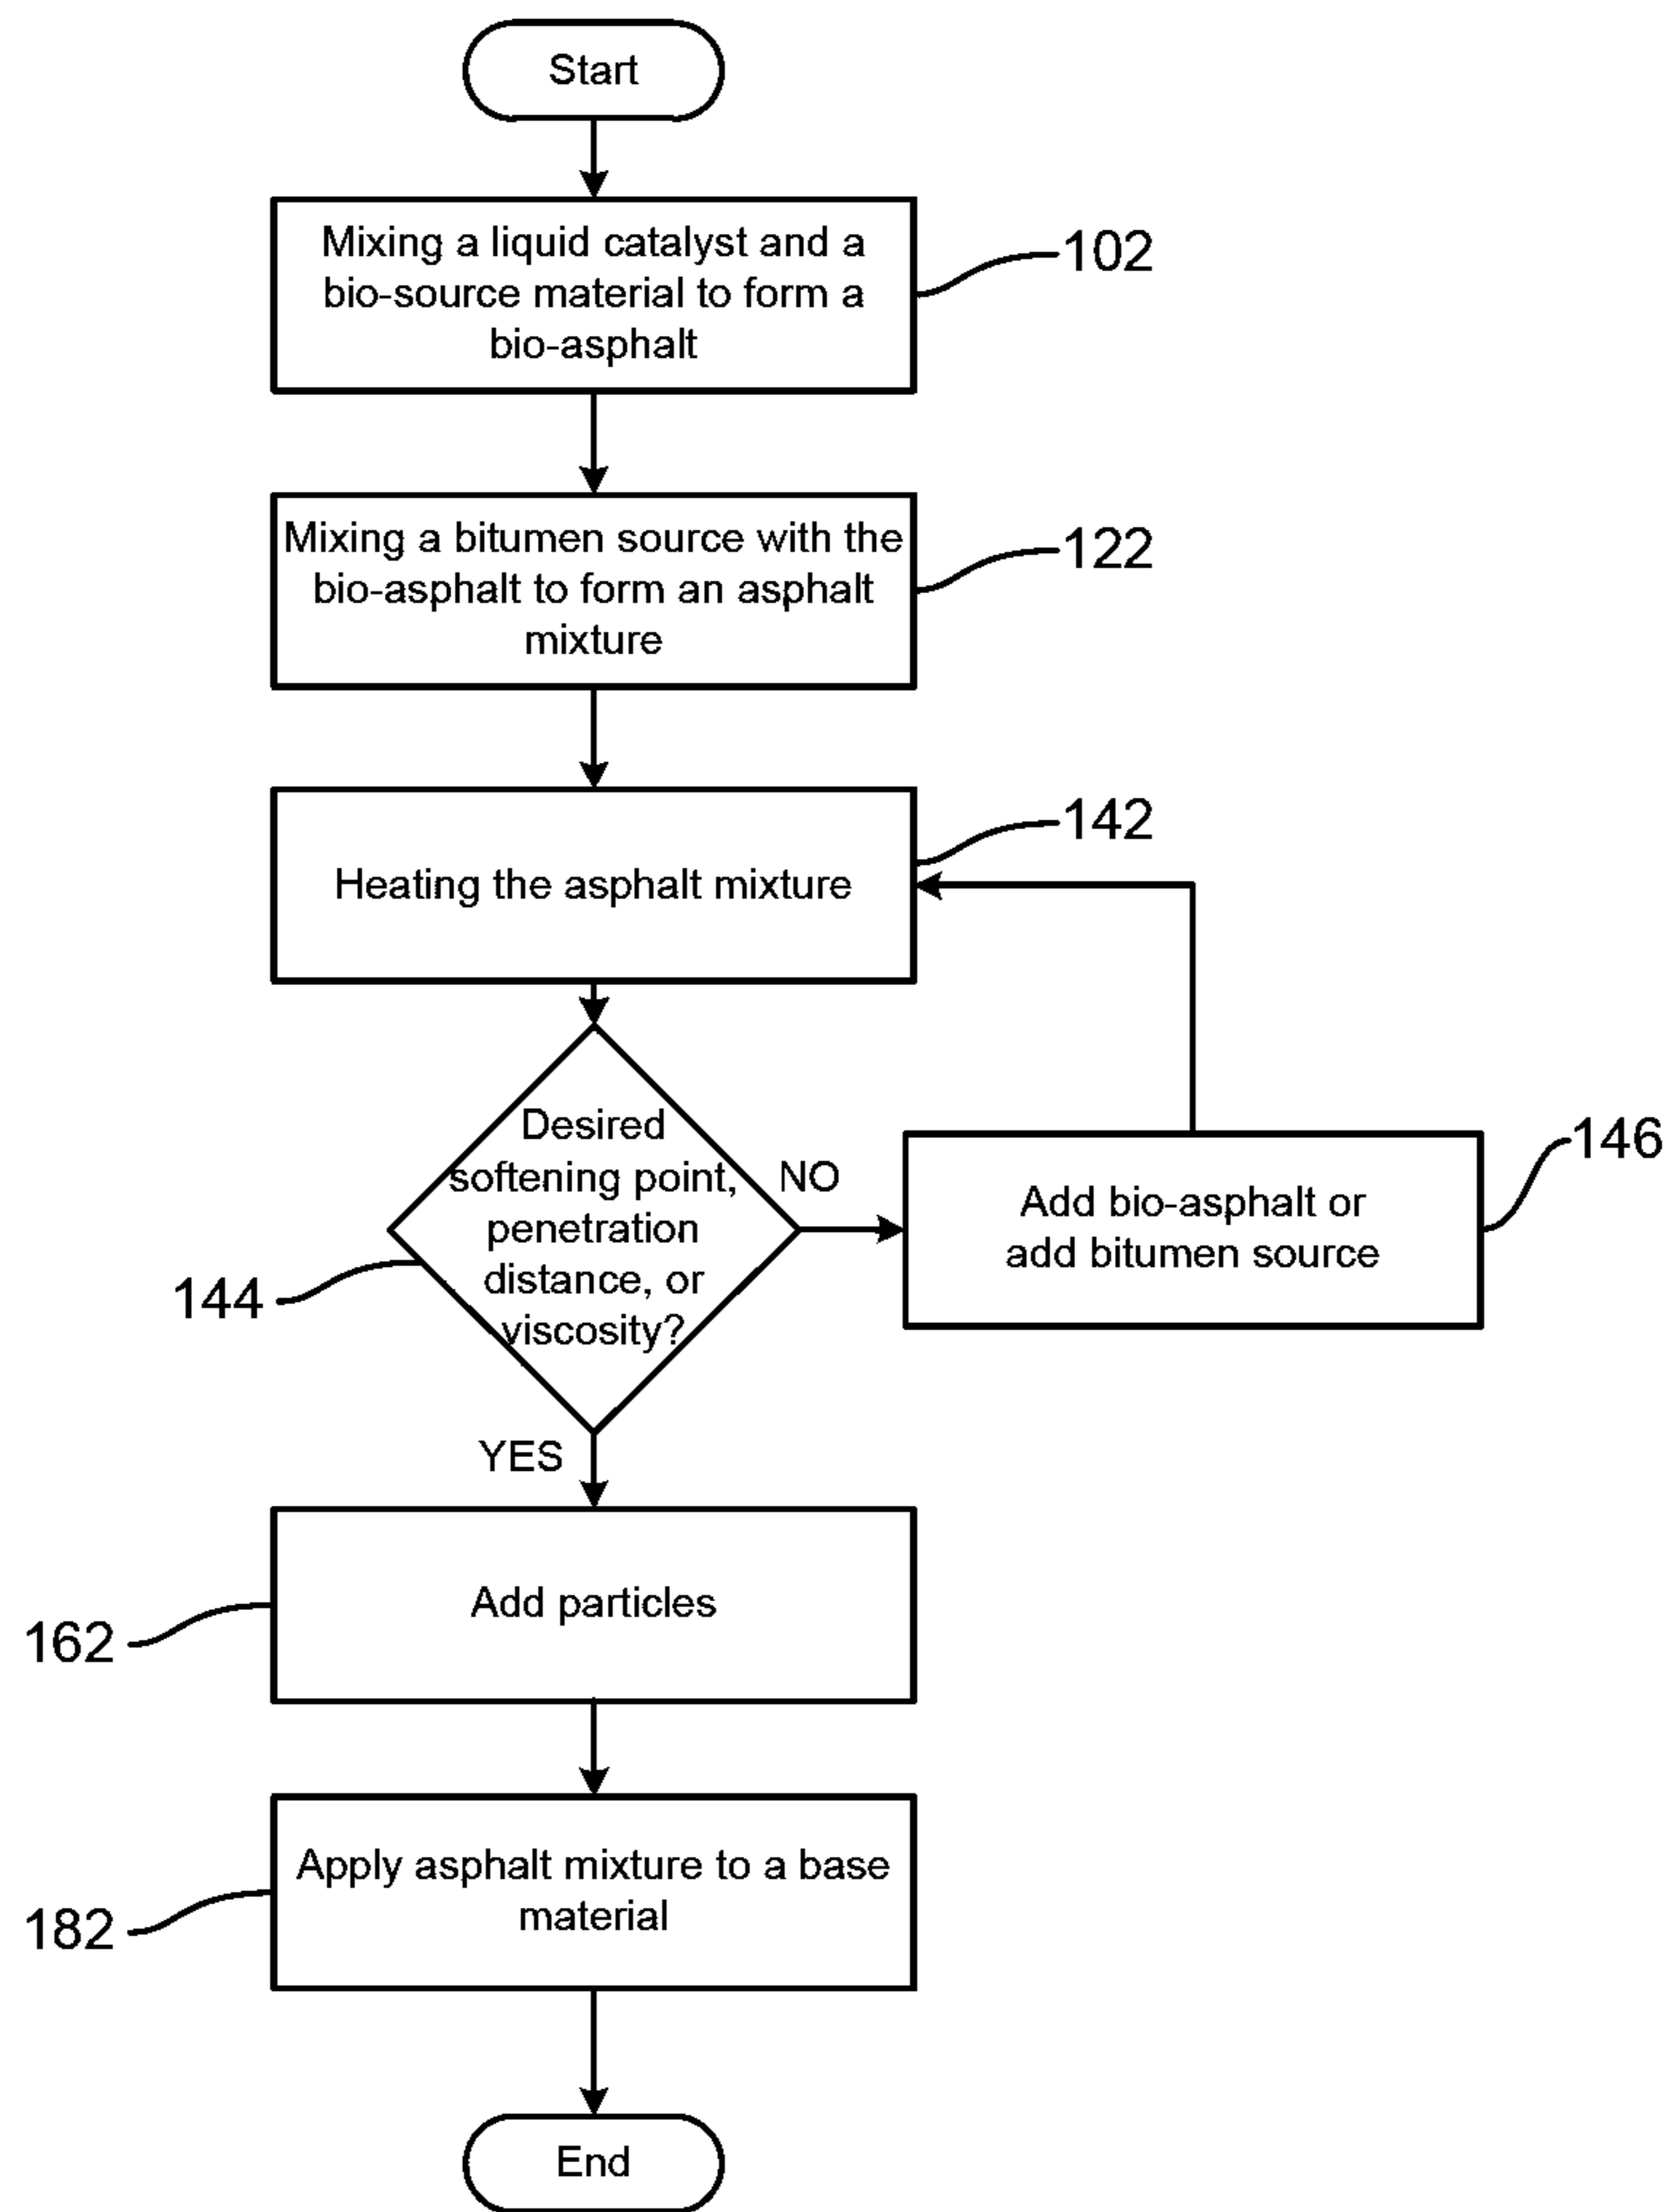 Start
Mixing a liquid catalyst and a
bio-source material to form a
bio-asphalt
102
Mixing a bitumen source with the
bio-asphalt to form an asphalt
mixture
122
Heating the asphalt mixture
142
Desired
softening point,
penetration
distance, or
viscosity?
144
NO
Add bio-asphalt or
add bitumen source
146
YES
Add particles
162
Apply asphalt mixture to a base
material
182
End